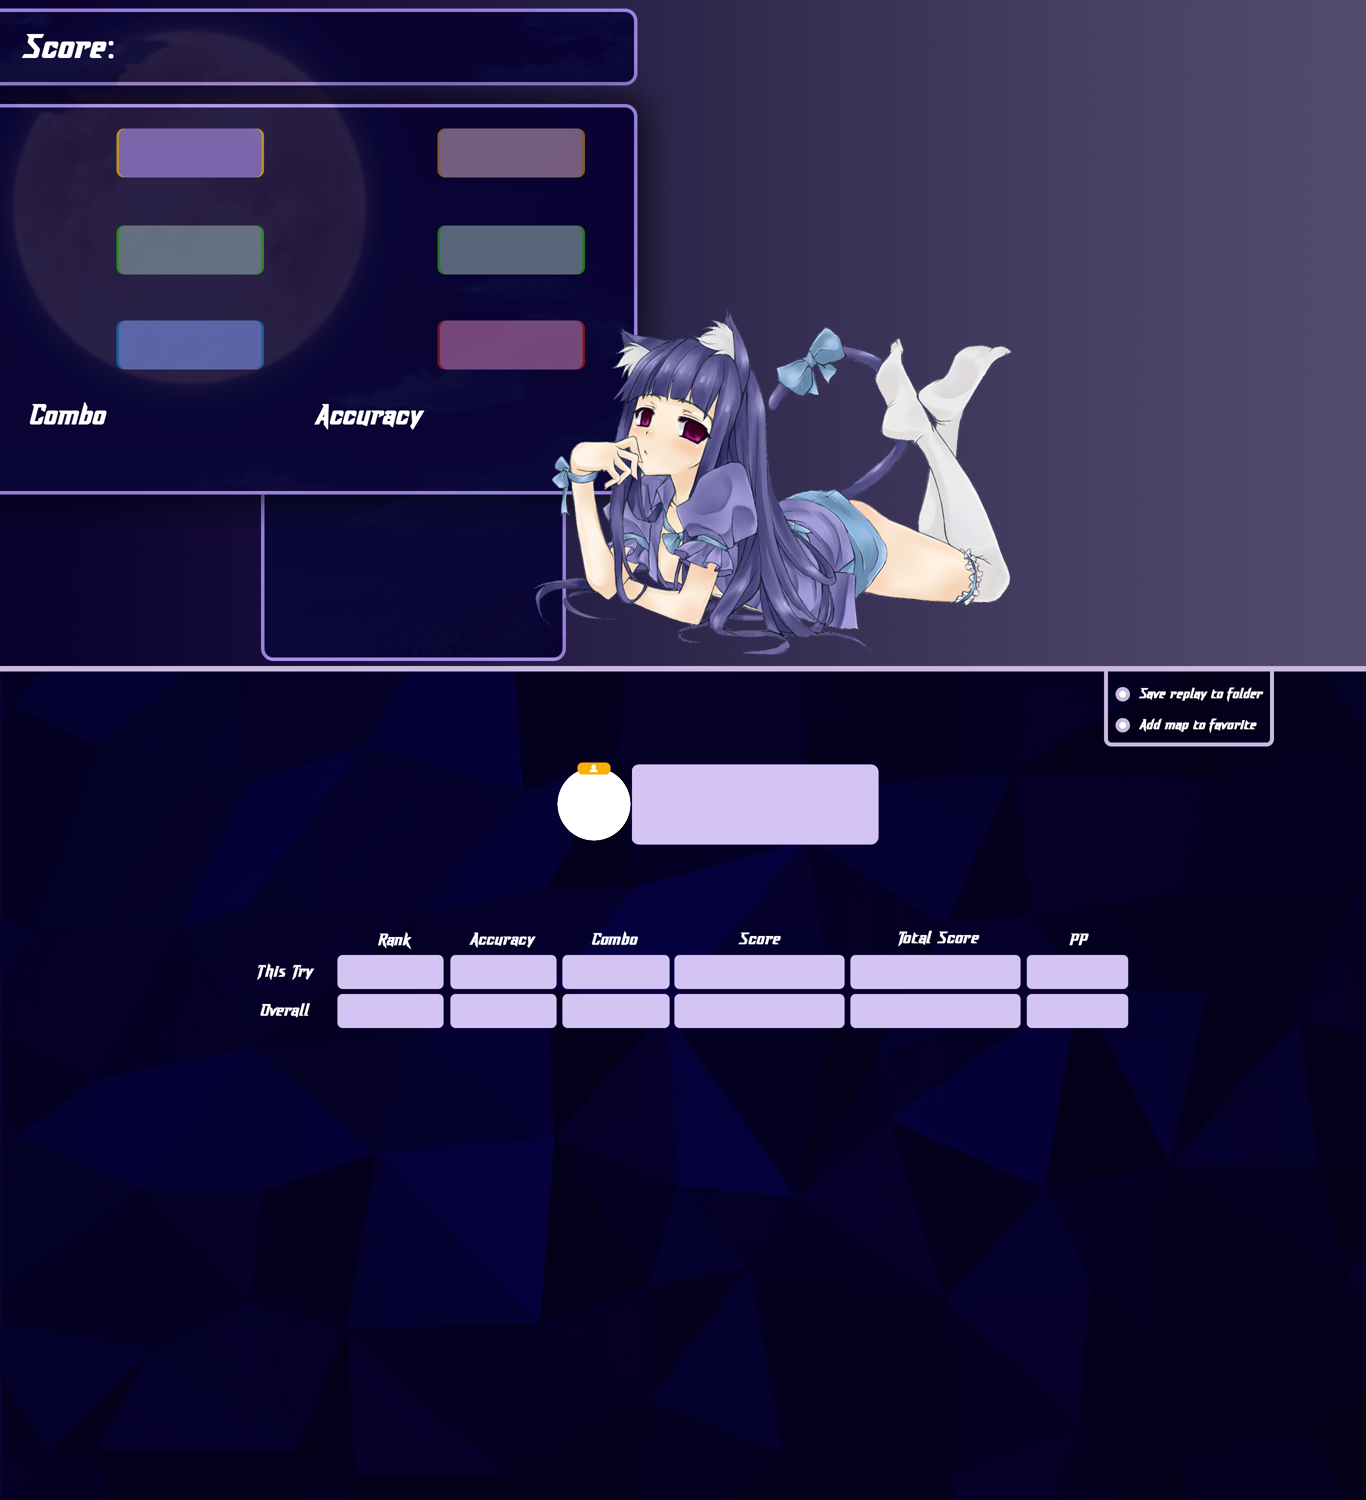 Score:
Combo
Accuracy
Save replay to folder
Add map to favorite
Rank
Accuracy
Combo
Score
Total Score
PP
This Try
Overall